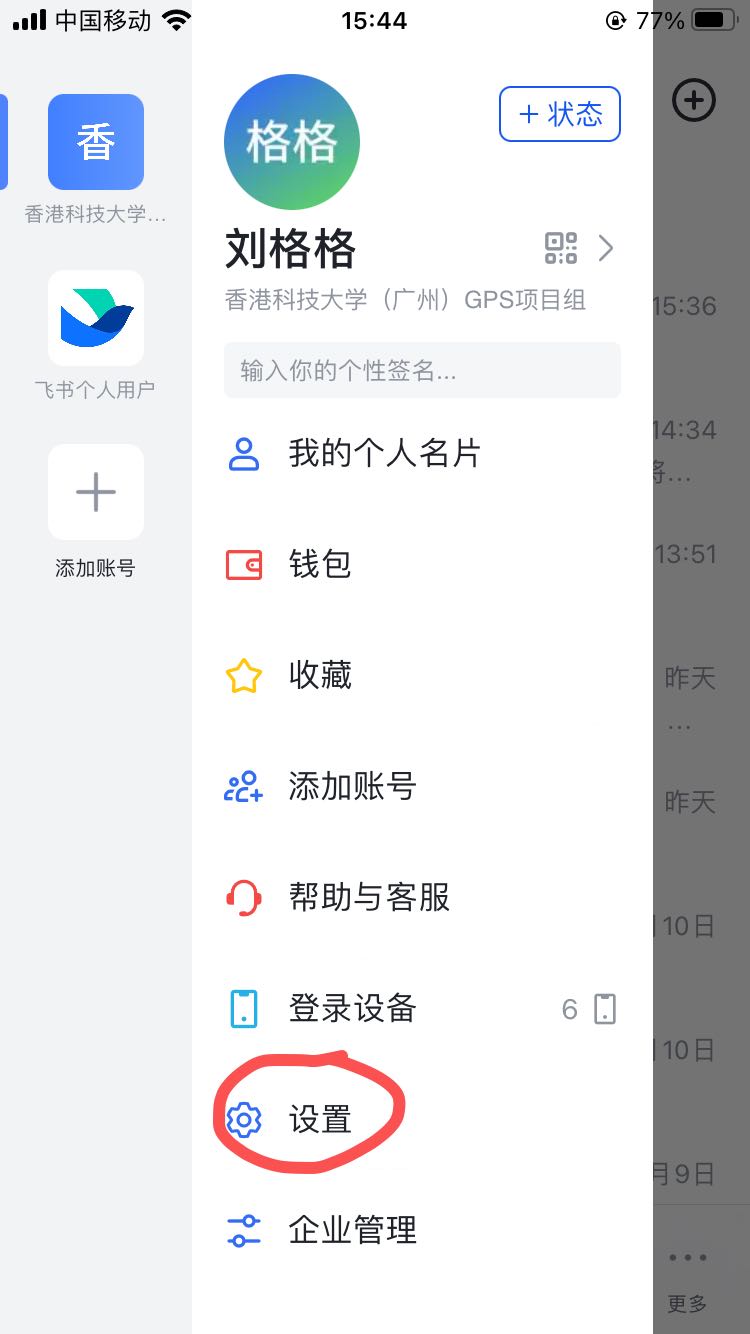 中国移动
15:44
77%
香
香港科技大学...
飞书个人用户
添加账号
格格
+ 状态
刘格格
香港科技大学（广州）GPS项目组
输入你的个性签名...
我的个人名片
钱包
收藏
添加账号
帮助与客服
登录设备 6
设置
企业管理
15:36
14:34
将...
13:51
昨天
...
昨天
月10日
月10日
月9日
更多